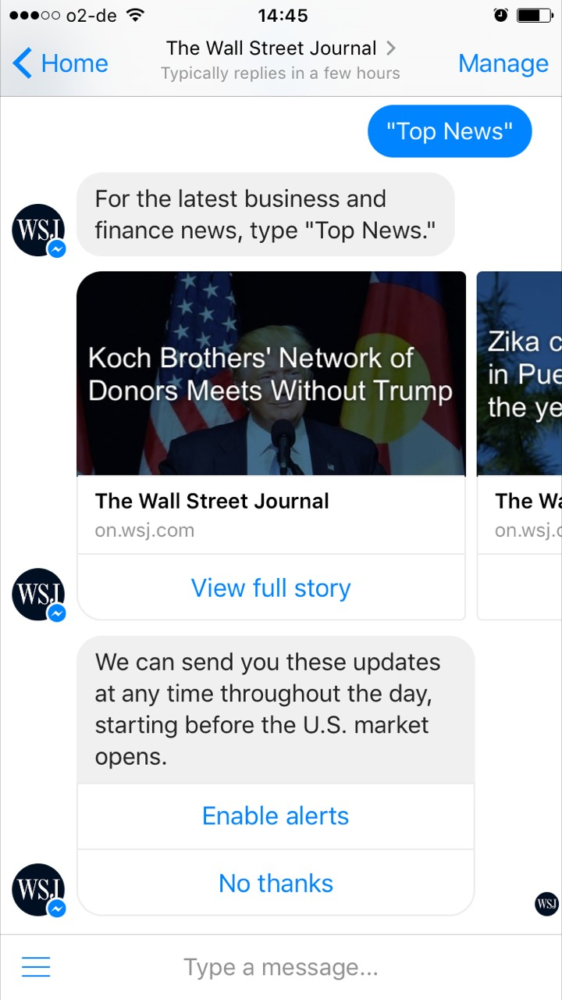 o2-de 14:45
Home
The Wall Street Journal
Typically replies in a few hours
Manage
"Top News"
For the latest business and
finance news, type "Top News."
WSJ
Koch Brothers' Network of
Donors Meets Without Trump
Zika c
in Pue
the ye
The Wall Street Journal
on.wsj.com
The Wa
on.wsj.c
View full story
WSJ
We can send you these updates
at any time throughout the day,
starting before the U.S. market
opens.
Enable alerts
No thanks
WSJ
WSJ
Type a message...